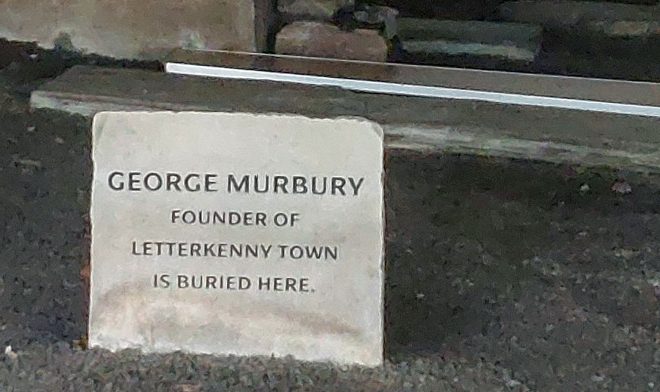 GEORGE MURBURY
FOUNDER OF
LETTERKENNY TOWN
IS BURIED HERE.